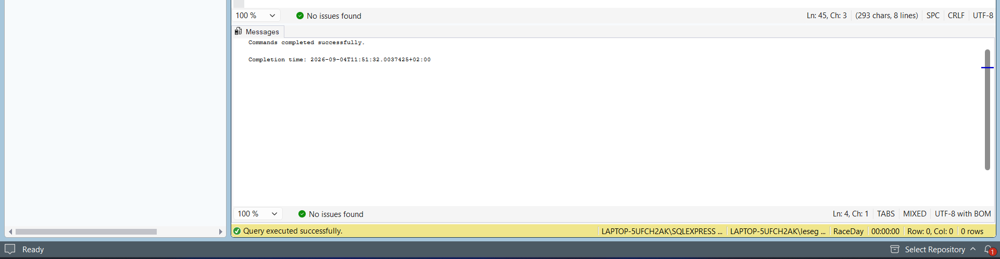 100 %
No issues found
Ln: 45, Ch: 3
(293 chars, 8 lines)
SPC
CRLF
UTF-8
Messages
Commands completed successfully.
Completion time: 2026-09-04T11:51:32.0037425+02:00
100 %
No issues found
Ln: 4, Ch: 1
TABS
MIXED
UTF-8 with BOM
Query executed successfully.
LAPTOP-5UFCH2AK\SQLEXPRESS ...
LAPTOP-5UFCH2AK\leseg ...
RaceDay
00:00:00
Row: 0, Col: 0
0 rows
Ready
Select Repository
1